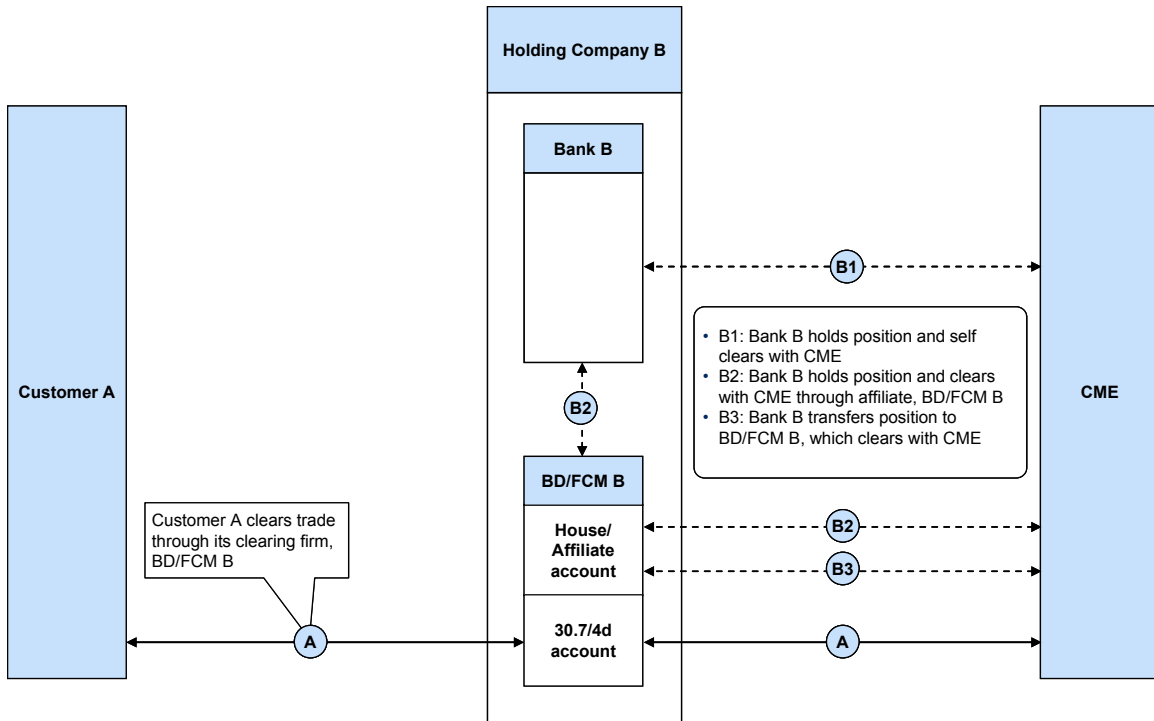 Holding Company B
Bank B
Customer A
CME
B1
• B1: Bank B holds position and self
clears with CME
• B2: Bank B holds position and clears
with CME through affiliate, BD/FCM B
• B3: Bank B transfers position to
BD/FCM B, which clears with CME
B2
BD/FCM B
House/
Affiliate
account
B2
B3
Customer A clears trade
through its clearing firm,
BD/FCM B
A
30.7/4d
account
A